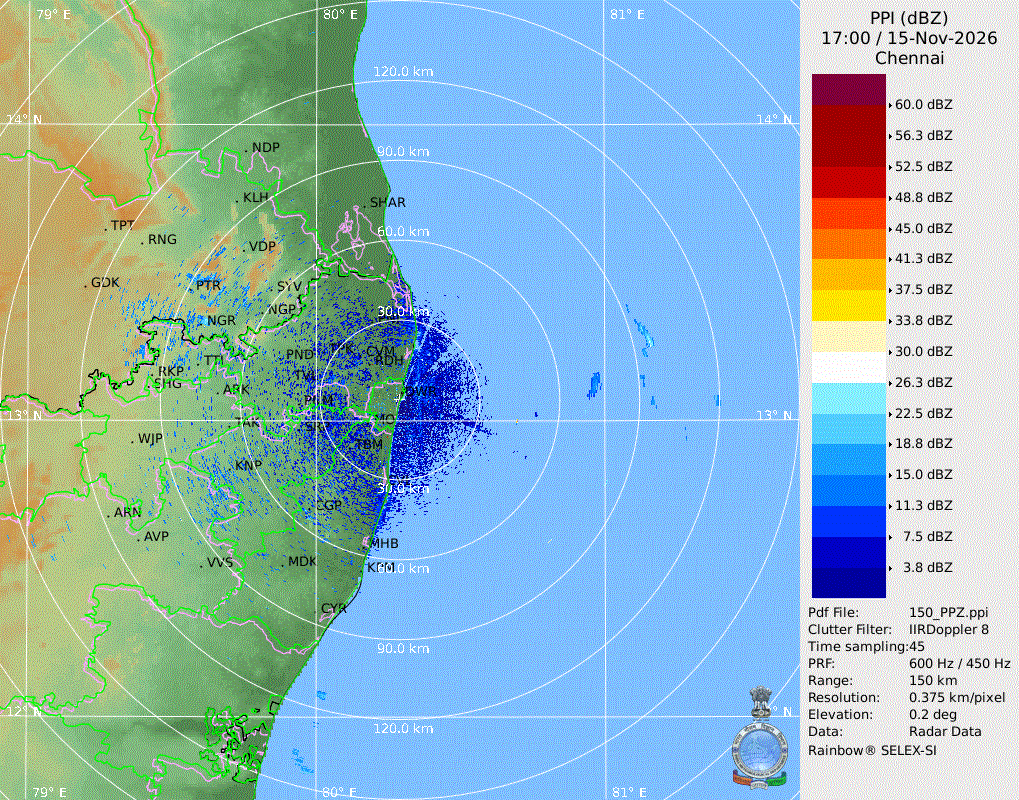 79° E
80° E
81° E
120.0 km
14° N
14° N
NDP
90.0 km
KLH
SHAR
TPT
RNG
60.0 km
VDP
GDK
PTR
SYV
NGP
30.0 km
NGR
PND
CVM
RDH
TTI
RKP
SHG
ARK
13° N
13° N
TAK
WJP
TBM
KNP
30.0 km
CGP
ARN
AVP
MHB
VVS
MDK
60.0 km
CYR
90.0 km
12° N
120.0 km
79° E
80° E
81° E
PPI (dBZ)
17:00 / 15-Nov-2026
Chennai
60.0 dBZ
56.3 dBZ
52.5 dBZ
48.8 dBZ
45.0 dBZ
41.3 dBZ
37.5 dBZ
33.8 dBZ
30.0 dBZ
26.3 dBZ
22.5 dBZ
18.8 dBZ
15.0 dBZ
11.3 dBZ
7.5 dBZ
3.8 dBZ
Pdf File: 150_PPZ.ppi
Clutter Filter: IIRDoppler 8
Time sampling:45
PRF: 600 Hz / 450 Hz
Range: 150 km
Resolution: 0.375 km/pixel
Elevation: 0.2 deg
Data: Radar Data
Rainbow® SELEX-SI